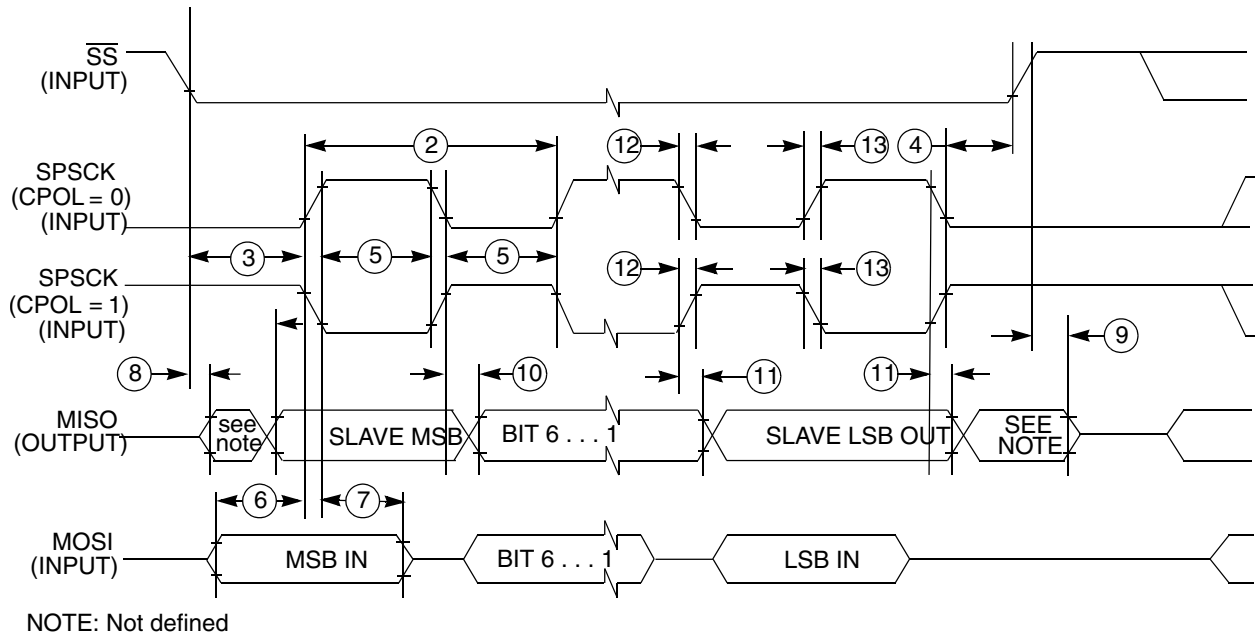 SS
(INPUT)
2
12
13
4
SPSCK
(CPOL = 0)
(INPUT)
3
5
5
SPSCK
(CPOL = 1)
(INPUT)
12
13
9
8
10
11
11
MISO
(OUTPUT)
see
note
SLAVE MSB
BIT 6 . . . 1
SLAVE LSB OUT
SEE
NOTE
6
7
MOSI
(INPUT)
MSB IN
BIT 6 . . . 1
LSB IN
NOTE: Not defined